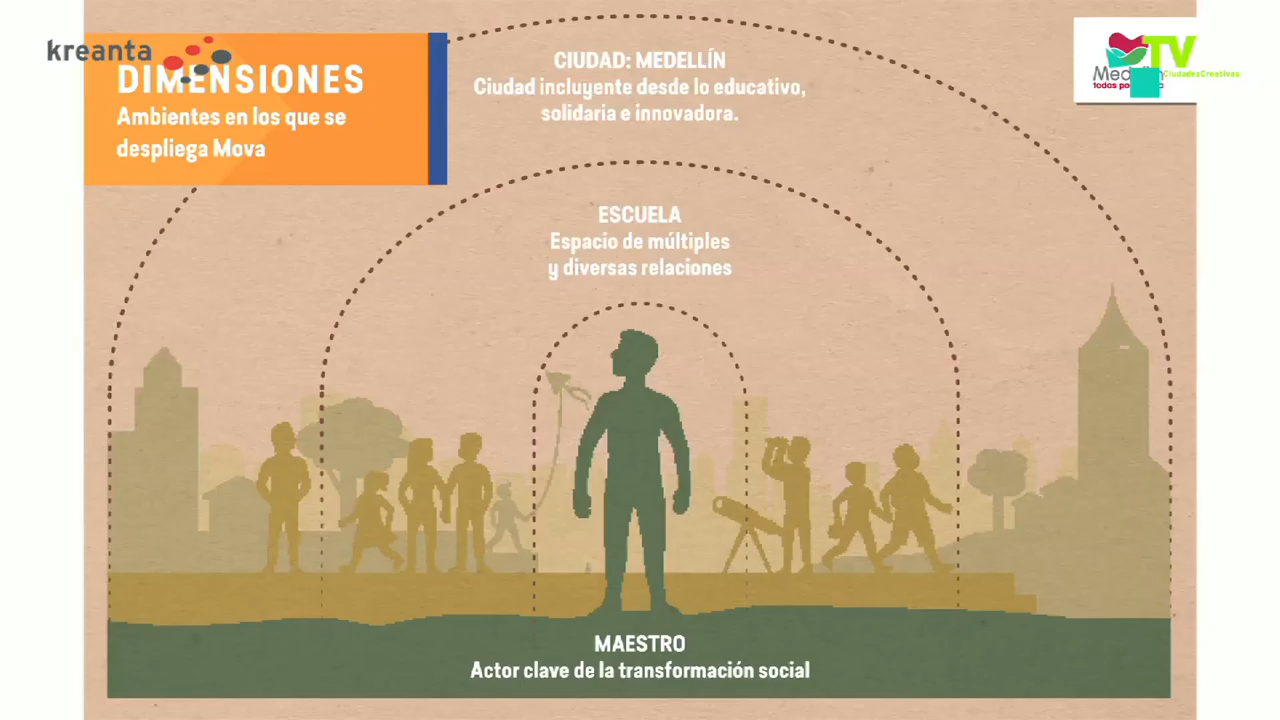 kreanta
DIMENSIONES
Ambientes en los que se
despliega Mova
CIUDAD: MEDELLÍN
Ciudad incluyente desde lo educativo,
solidaria e innovadora.
TV
CiudadesCreativas
ESCUELA
Espacio de múltiples
y diversas relaciones
MAESTRO
Actor clave de la transformación social